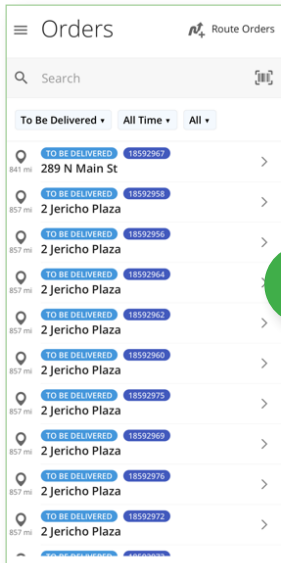 Orders
Route Orders
Search
To Be Delivered ▾ All Time ▾ All ▾
TO BE DELIVERED 18592967
841 mi 289 N Main St
TO BE DELIVERED 18592958
857 mi 2 Jericho Plaza
TO BE DELIVERED 18592956
857 mi 2 Jericho Plaza
TO BE DELIVERED 18592964
857 mi 2 Jericho Plaza
TO BE DELIVERED 18592962
857 mi 2 Jericho Plaza
TO BE DELIVERED 18592960
857 mi 2 Jericho Plaza
TO BE DELIVERED 18592975
857 mi 2 Jericho Plaza
TO BE DELIVERED 18592969
857 mi 2 Jericho Plaza
TO BE DELIVERED 18592976
857 mi 2 Jericho Plaza
TO BE DELIVERED 18592972
857 mi 2 Jericho Plaza
TO BE DELIVERED